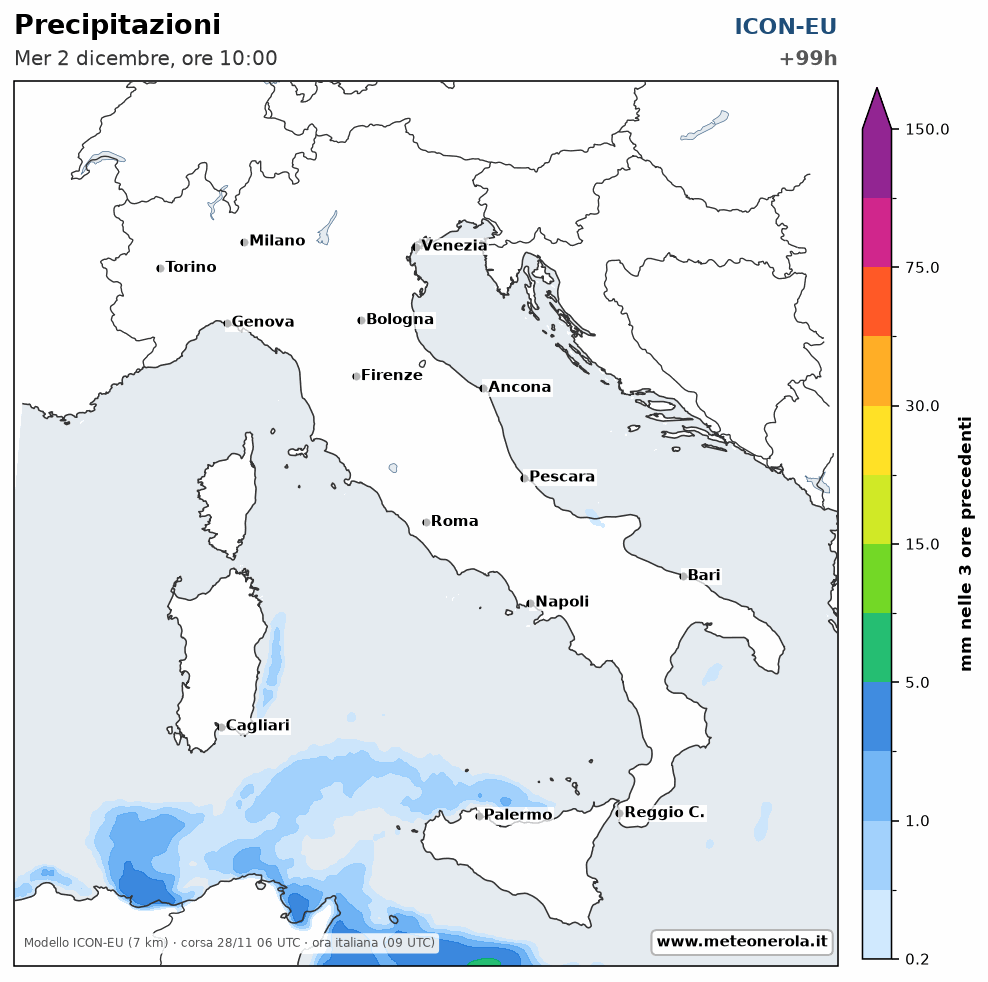 Precipitazioni
ICON-EU
Mer 2 dicembre, ore 10:00
+99h
Milano
Venezia
Torino
Genova
Bologna
Firenze
Ancona
Pescara
Roma
Bari
Napoli
Cagliari
Palermo
Reggio C.
Modello ICON-EU (7 km) · corsa 28/11 06 UTC · ora italiana (09 UTC)
www.meteonerola.it
150.0
75.0
30.0
15.0
5.0
1.0
0.2
mm nelle 3 ore precedenti